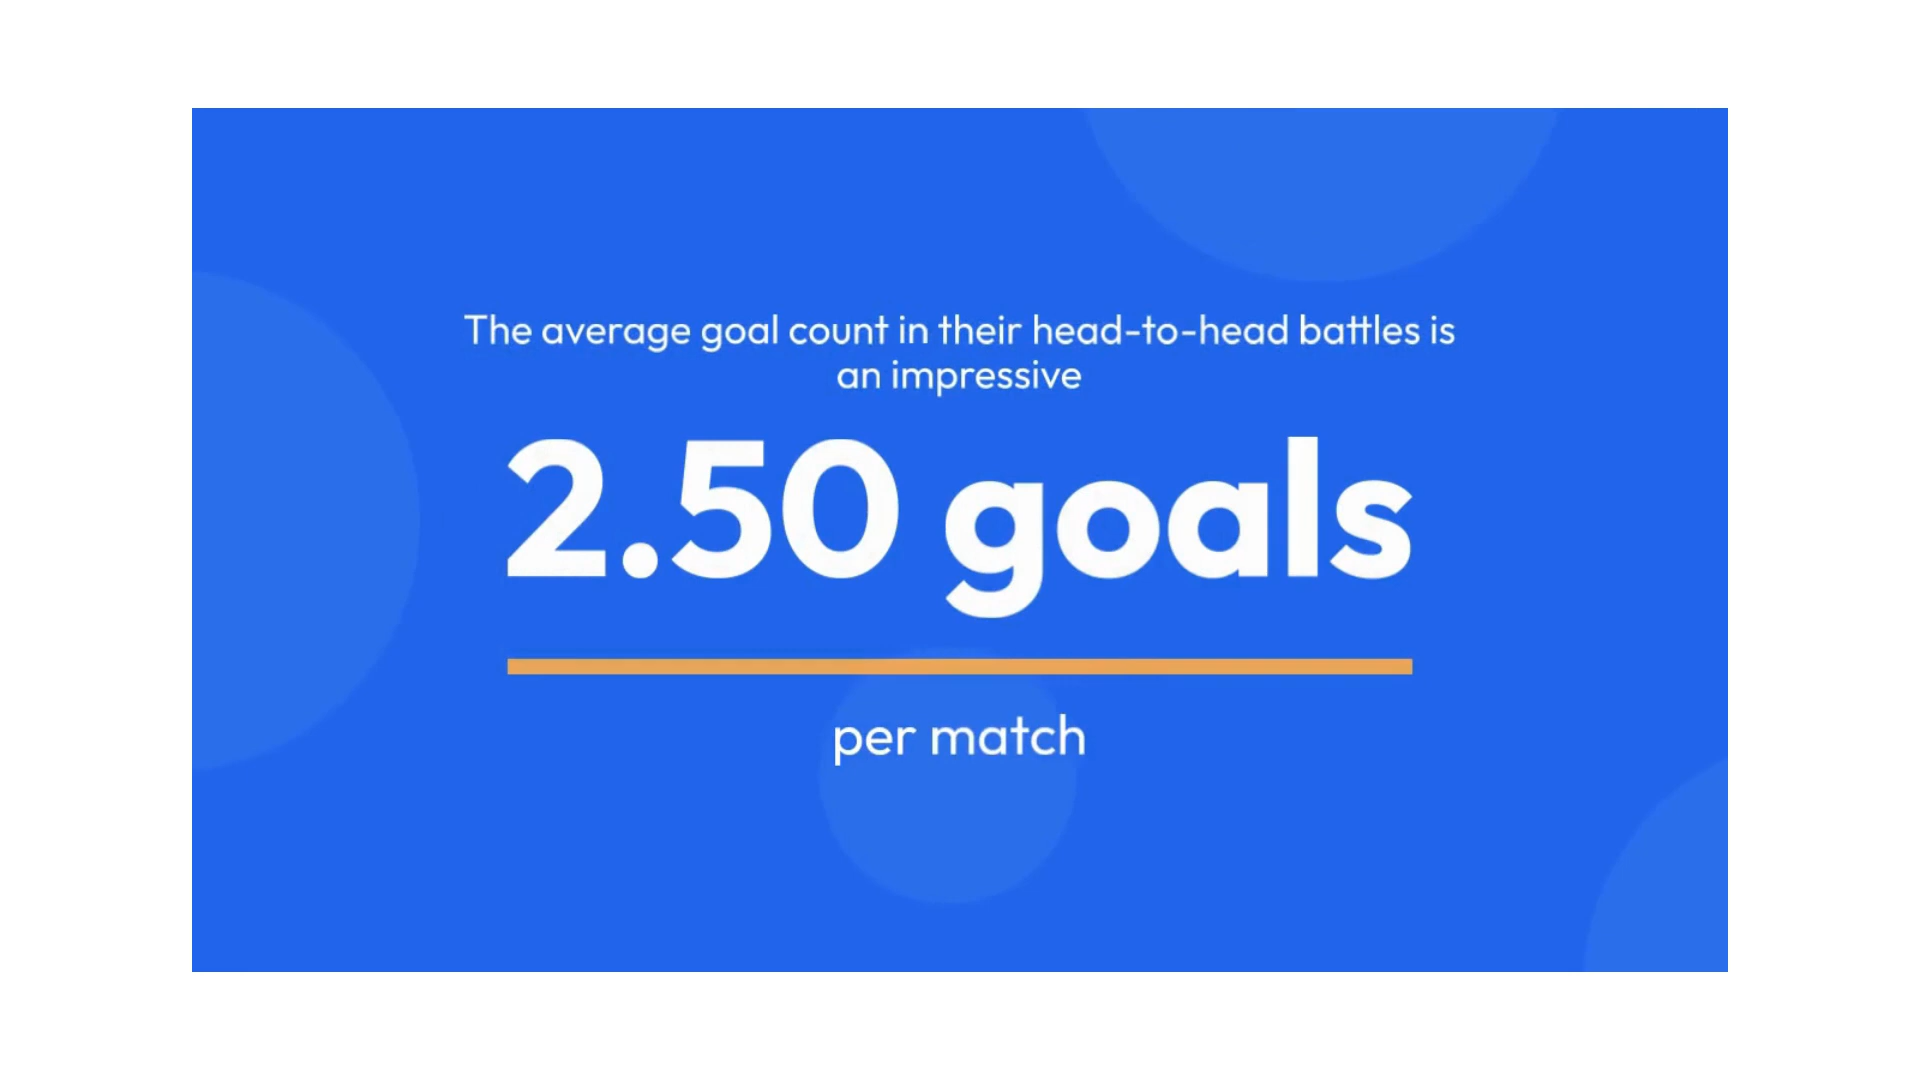 The average goal count in their head-to-head battles is
an impressive
2.50 goals
per match